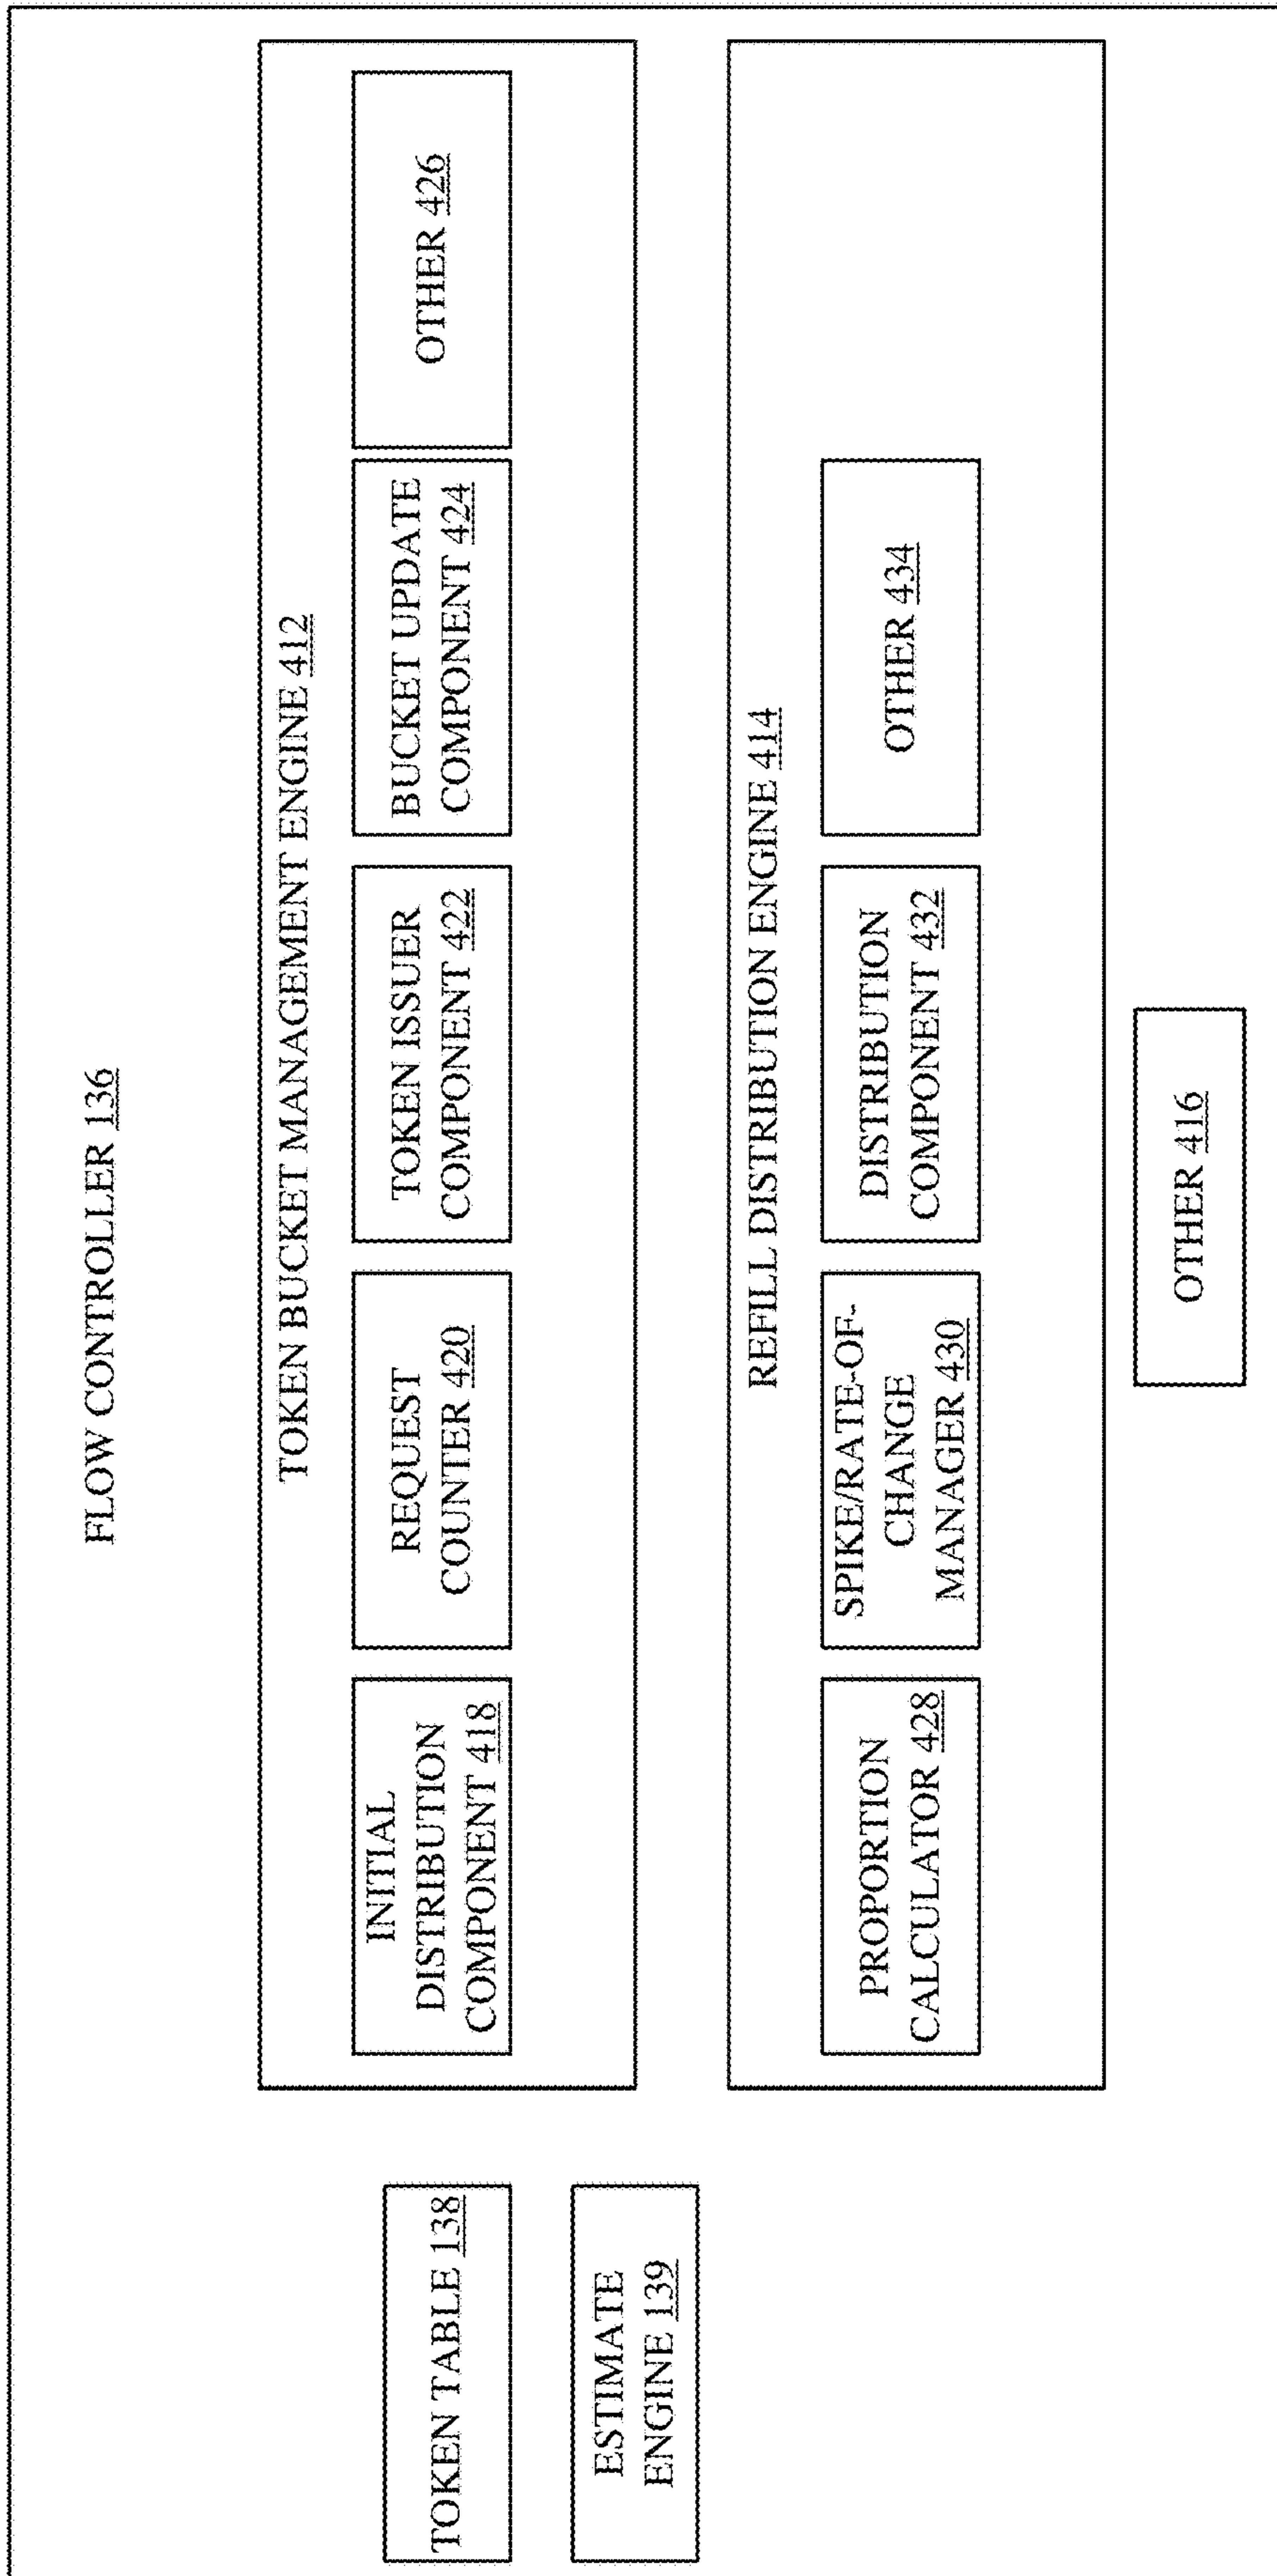 FLOW CONTROLLER 136
TOKEN TABLE 138
ESTIMATE
ENGINE 139
TOKEN BUCKET MANAGEMENT ENGINE 412
INITIAL
DISTRIBUTION
COMPONENT 418
REQUEST
COUNTER 420
TOKEN ISSUER
COMPONENT 422
BUCKET UPDATE
COMPONENT 424
OTHER 426
REFILL DISTRIBUTION ENGINE 414
PROPORTION
CALCULATOR 428
SPIKE/RATE-OF-
CHANGE
MANAGER 430
DISTRIBUTION
COMPONENT 432
OTHER 434
OTHER 416